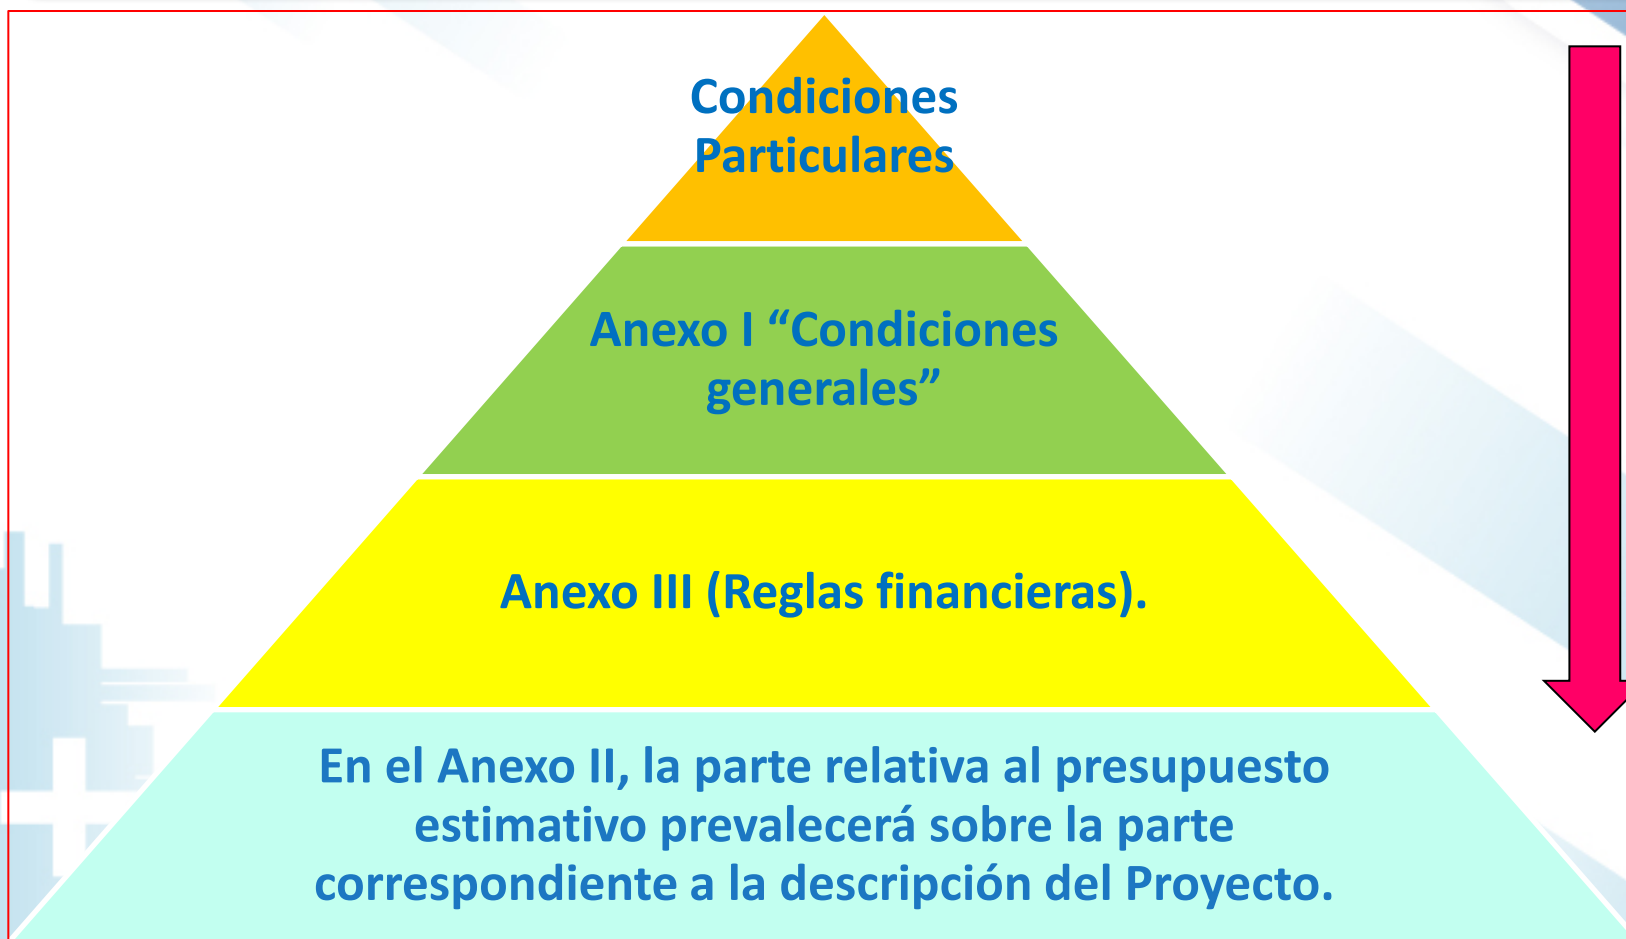 Condiciones
Particulares
Anexo I “Condiciones
generales”
Anexo III (Reglas financieras).
En el Anexo II, la parte relativa al presupuesto
estimativo prevalecerá sobre la parte
correspondiente a la descripción del Proyecto.